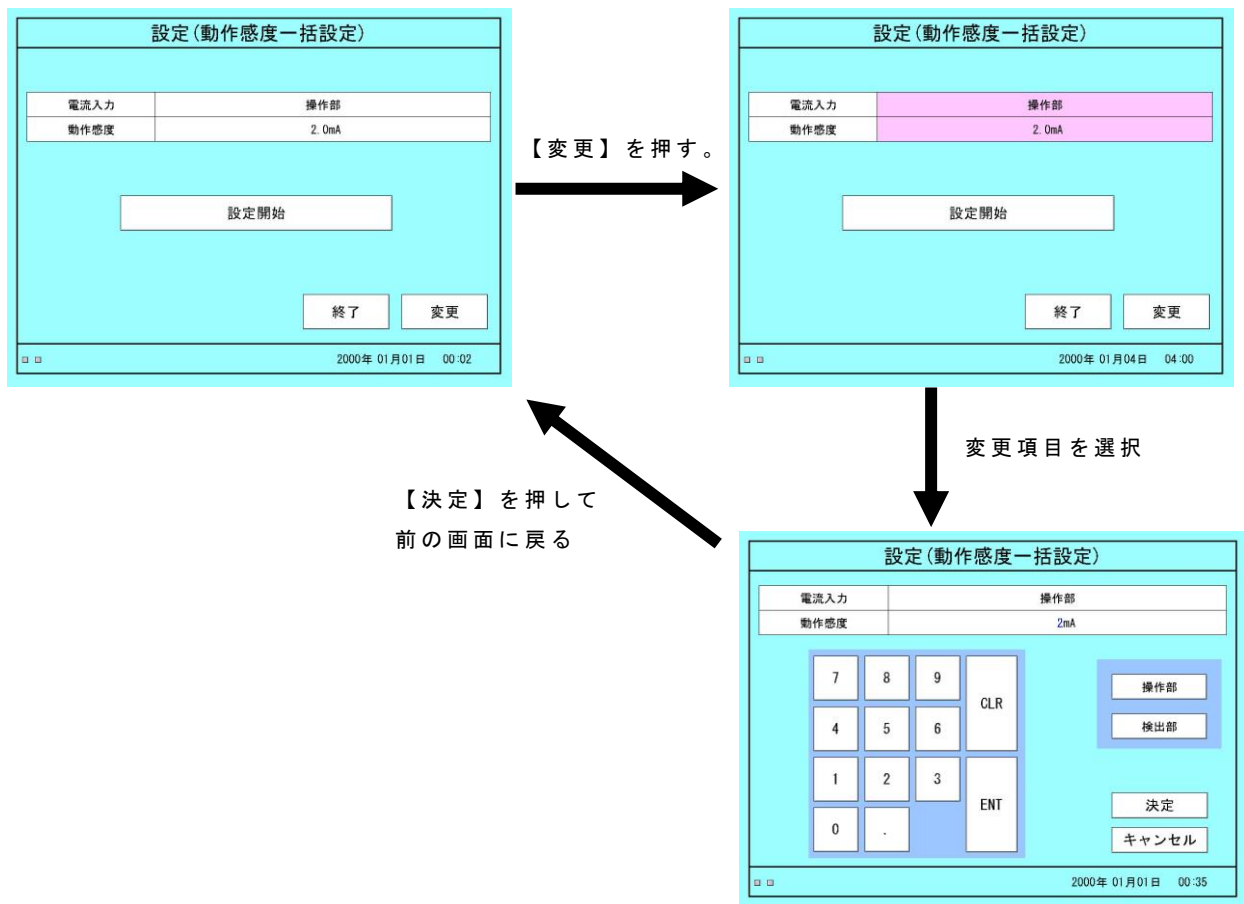 設定(動作感度一括設定)
電流入力 操作部
動作感度 2.0mA
設定開始
終了 変更
2000年 01月01日 00:02
【変更】を押す。
設定(動作感度一括設定)
電流入力 操作部
動作感度 2.0mA
設定開始
終了 変更
2000年 01月04日 04:00
変更項目を選択
【決定】を押して
前の画面に戻る
設定(動作感度一括設定)
電流入力 操作部
動作感度 2mA
7 8 9 CLR
4 5 6
1 2 3 ENT
0 .
操作部
検出部
決定
キャンセル
2000年 01月01日 00:35